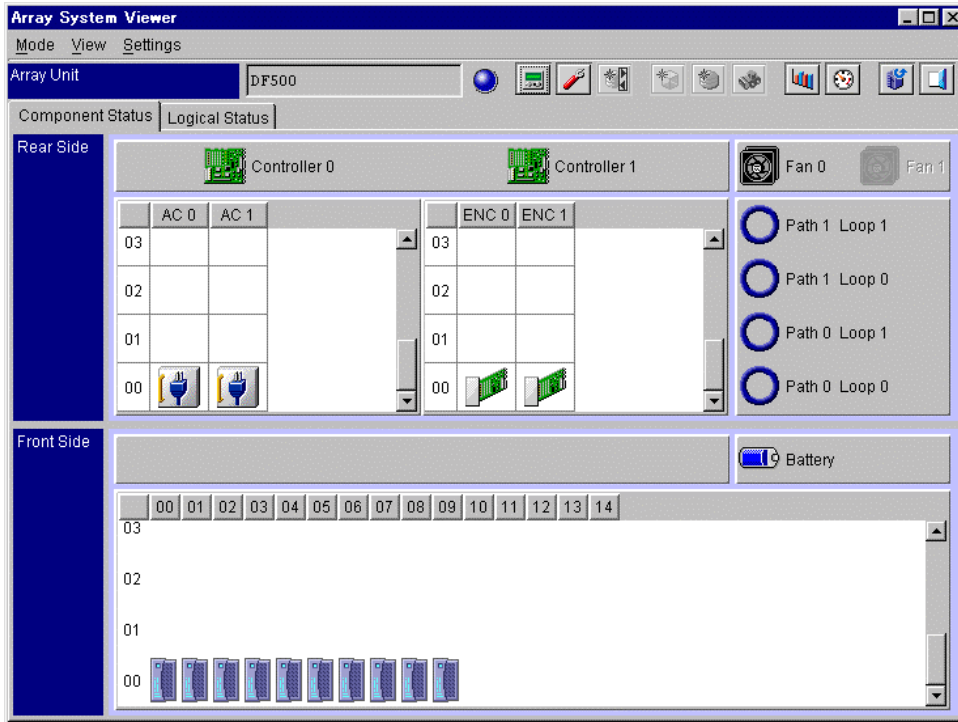 Array System Viewer
Mode View Settings
Array Unit DF500
Component Status Logical Status
Rear Side Controller 0 Controller 1 Fan 0 Fan 1
AC 0 AC 1 ENC 0 ENC 1
03 03 Path 1 Loop 1
02 02 Path 1 Loop 0
01 01 Path 0 Loop 1
00 00 Path 0 Loop 0
Front Side Battery
00 01 02 03 04 05 06 07 08 09 10 11 12 13 14
03
02
01
00